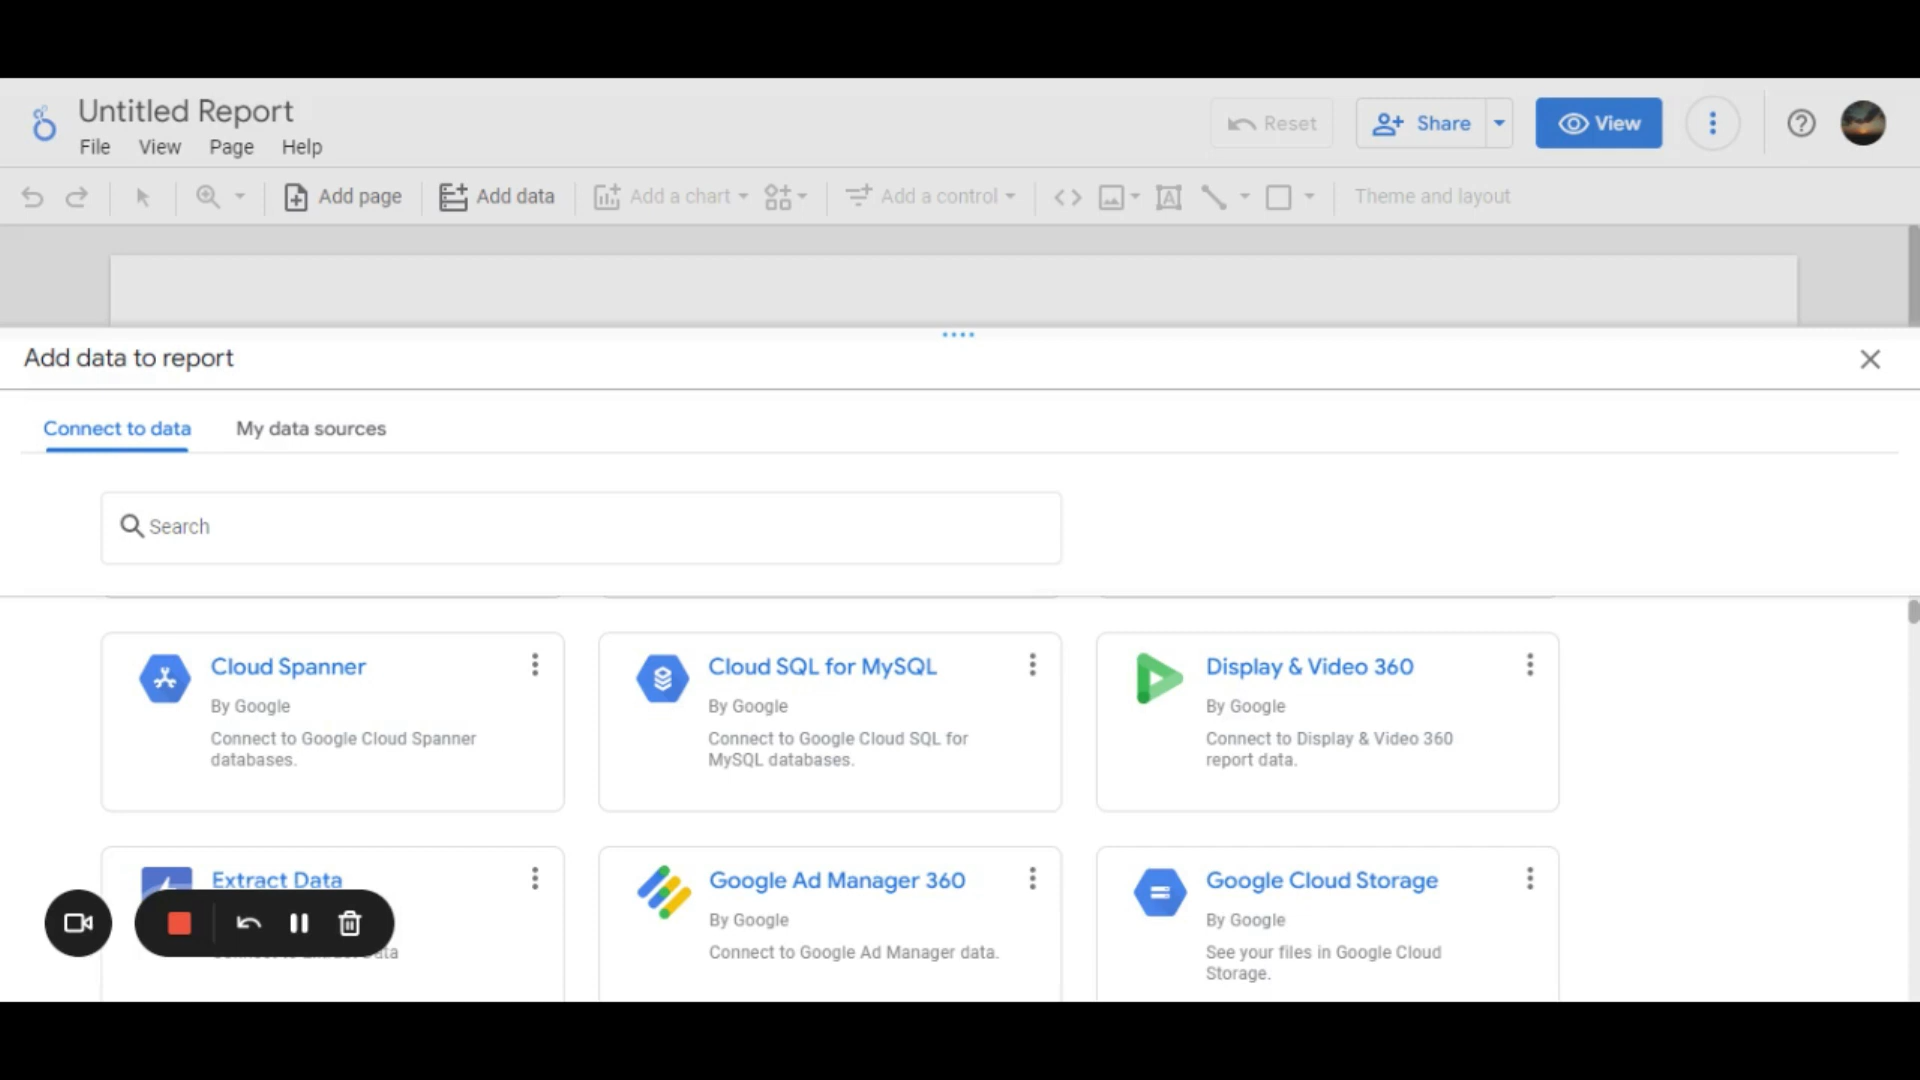 Untitled Report
File View Page Help
Reset
Share
View
Add page
Add data
Add a chart
Add a control
Theme and layout
Add data to report
Connect to data
My data sources
Search
Cloud Spanner
By Google
Connect to Google Cloud Spanner
databases.
Cloud SQL for MySQL
By Google
Connect to Google Cloud SQL for
MySQL databases.
Display & Video 360
By Google
Connect to Display & Video 360
report data.
Extract Data
Google Ad Manager 360
By Google
Connect to Google Ad Manager data.
Google Cloud Storage
By Google
See your files in Google Cloud
Storage.